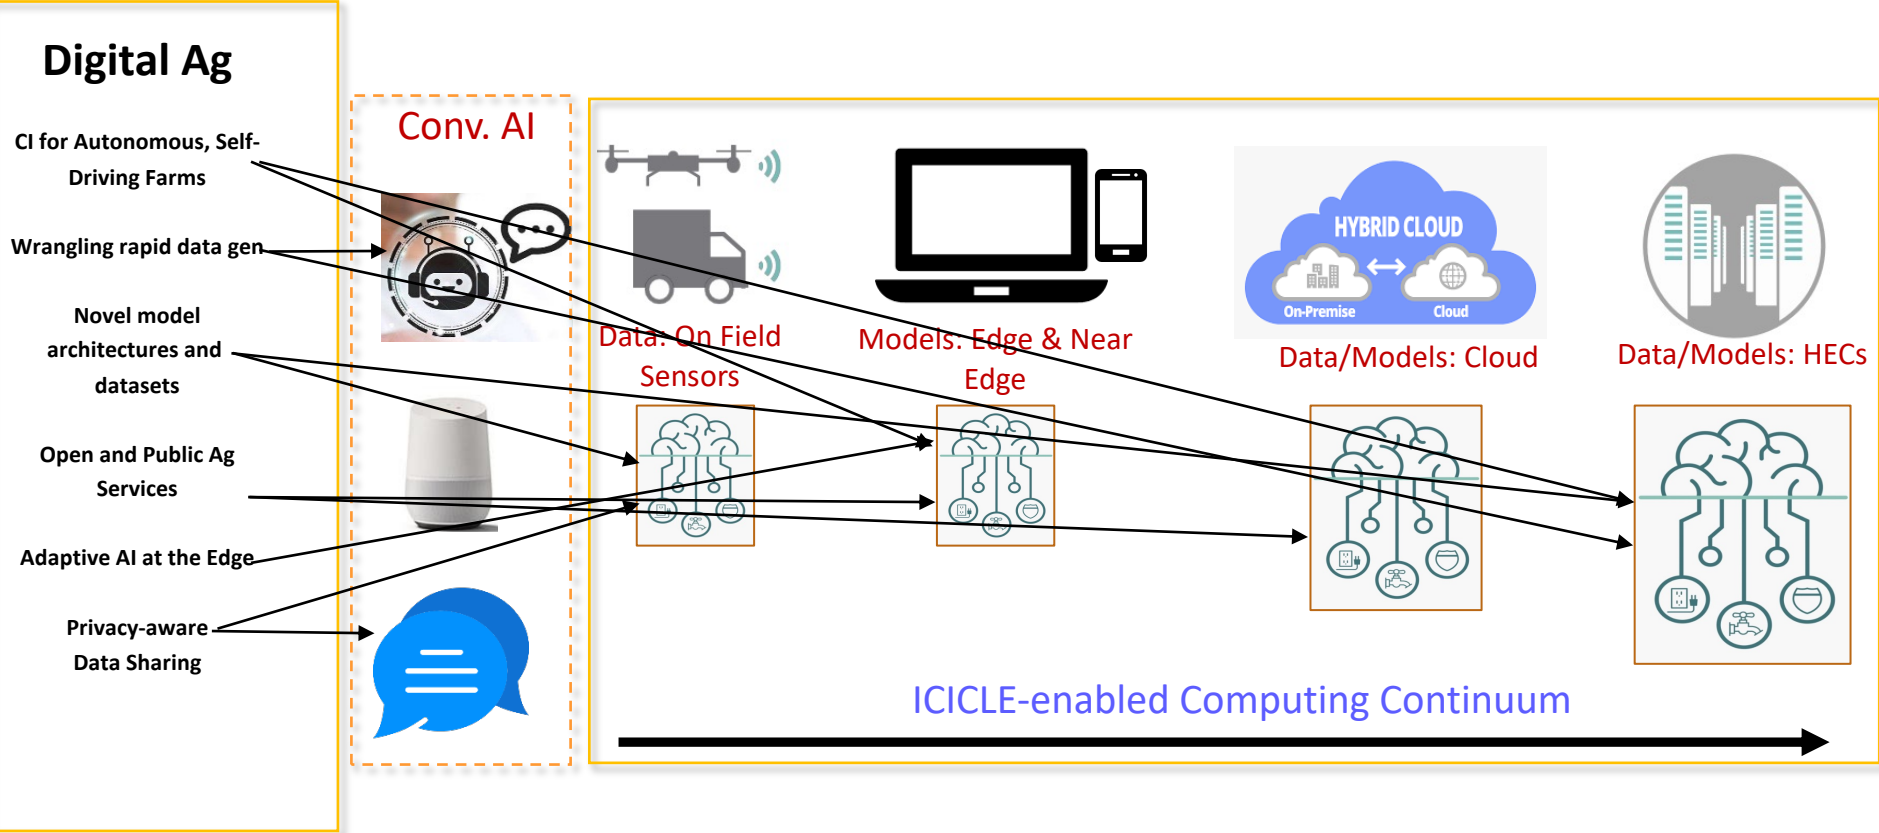 Digital Ag
CI for Autonomous, Self-
Driving Farms
Wrangling rapid data gen
Novel model
architectures and
datasets
Open and Public Ag
Services
Adaptive AI at the Edge
Privacy-aware
Data Sharing
Conv. AI
Data: On Field
Sensors
Models: Edge & Near
Edge
HYBRID CLOUD
On-Premise
Cloud
Data/Models: Cloud
Data/Models: HECs
ICICLE-enabled Computing Continuum